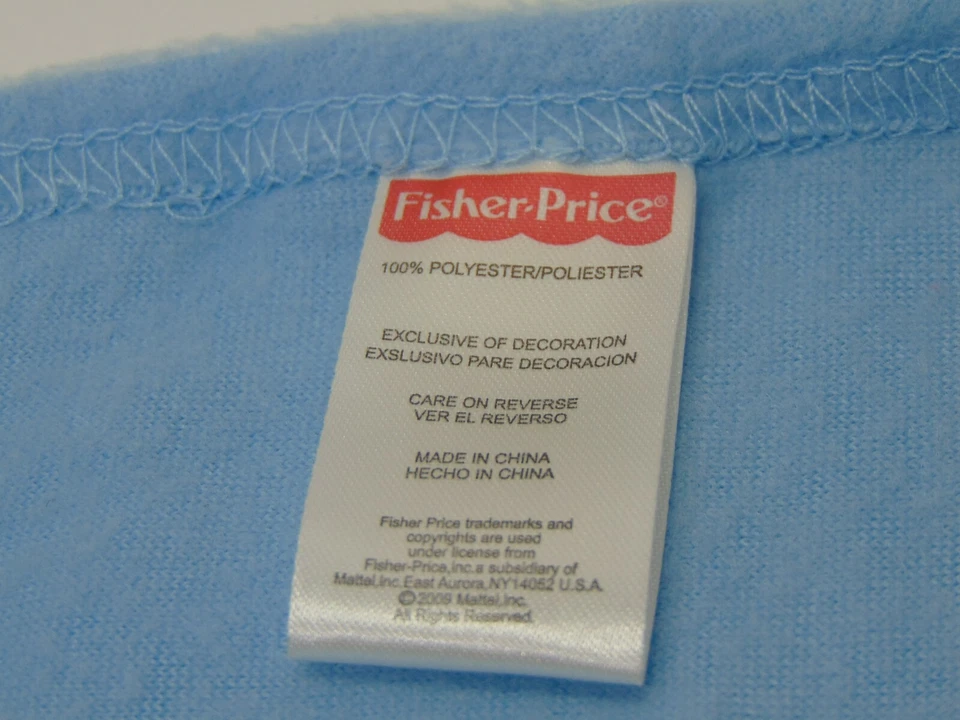 Fisher-Price®
100% POLYESTER/POLIESTER
EXCLUSIVE OF DECORATION
EXSLUSIVO PARE DECORACION
CARE ON REVERSE
VER EL REVERSO
MADE IN CHINA
HECHO IN CHINA
Fisher Price trademarks and
copyrights are used
under license from
Fisher-Price,Inc.a subsidiary of
Mattel,Inc.East Aurora,NY14052 U.S.A.
©2009 Mattel,Inc.
All Rights Reserved.